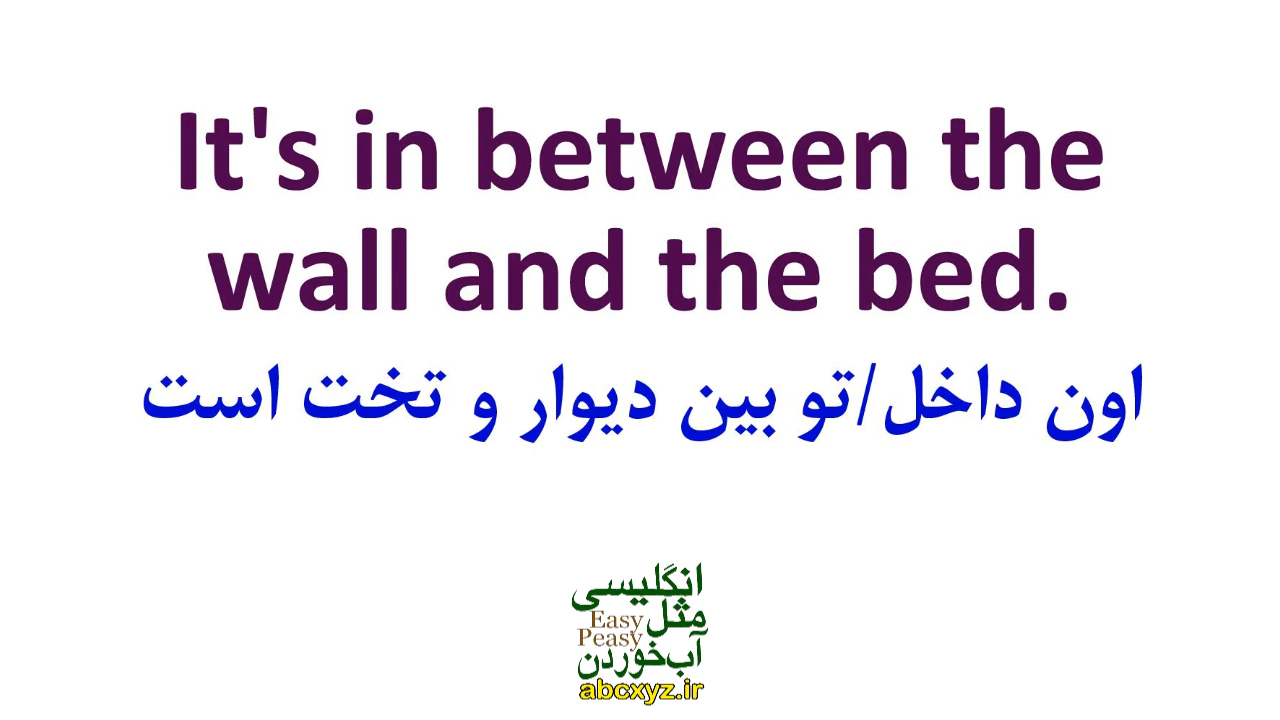 It's in between the
wall and the bed.
اون داخل/تو بین دیوار و تخت است
انگلیسی
مثل
Easy
Peasy
آب‌خوردن
abcxyz.ir